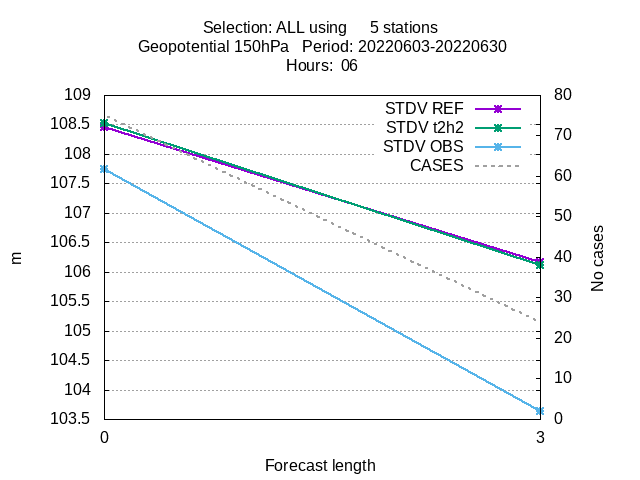 Selection: ALL using     5 stations
Geopotential 150hPa   Period: 20220603-20220630
Hours:  06
109
108.5
108
107.5
107
106.5
106
105.5
105
104.5
104
103.5
m
80
70
60
50
40
30
20
10
0
No cases
STDV REF
STDV t2h2
STDV OBS
CASES
0
3
Forecast length